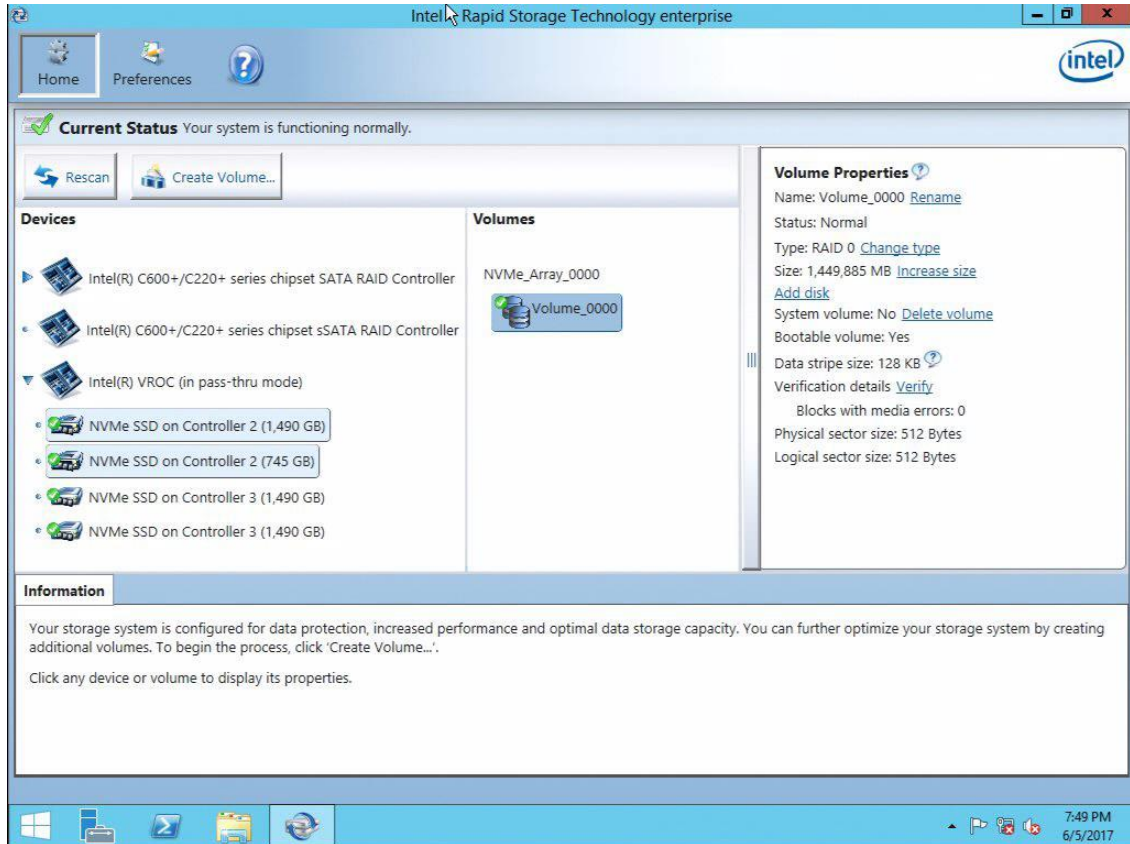 Intel Rapid Storage Technology enterprise
Home
Preferences
?
intel
Current Status Your system is functioning normally.
Rescan
Create Volume...
Devices
Intel(R) C600+/C220+ series chipset SATA RAID Controller
Intel(R) C600+/C220+ series chipset sSATA RAID Controller
Intel(R) VROC (in pass-thru mode)
NVMe SSD on Controller 2 (1,490 GB)
NVMe SSD on Controller 2 (745 GB)
NVMe SSD on Controller 3 (1,490 GB)
NVMe SSD on Controller 3 (1,490 GB)
Volumes
NVMe_Array_0000
Volume_0000
Volume Properties ?
Name: Volume_0000 Rename
Status: Normal
Type: RAID 0 Change type
Size: 1,449,885 MB Increase size
Add disk
System volume: No Delete volume
Bootable volume: Yes
Data stripe size: 128 KB ?
Verification details Verify
Blocks with media errors: 0
Physical sector size: 512 Bytes
Logical sector size: 512 Bytes
Information
Your storage system is configured for data protection, increased performance and optimal data storage capacity. You can further optimize your storage system by creating
additional volumes. To begin the process, click 'Create Volume...'.
Click any device or volume to display its properties.
7:49 PM
6/5/2017